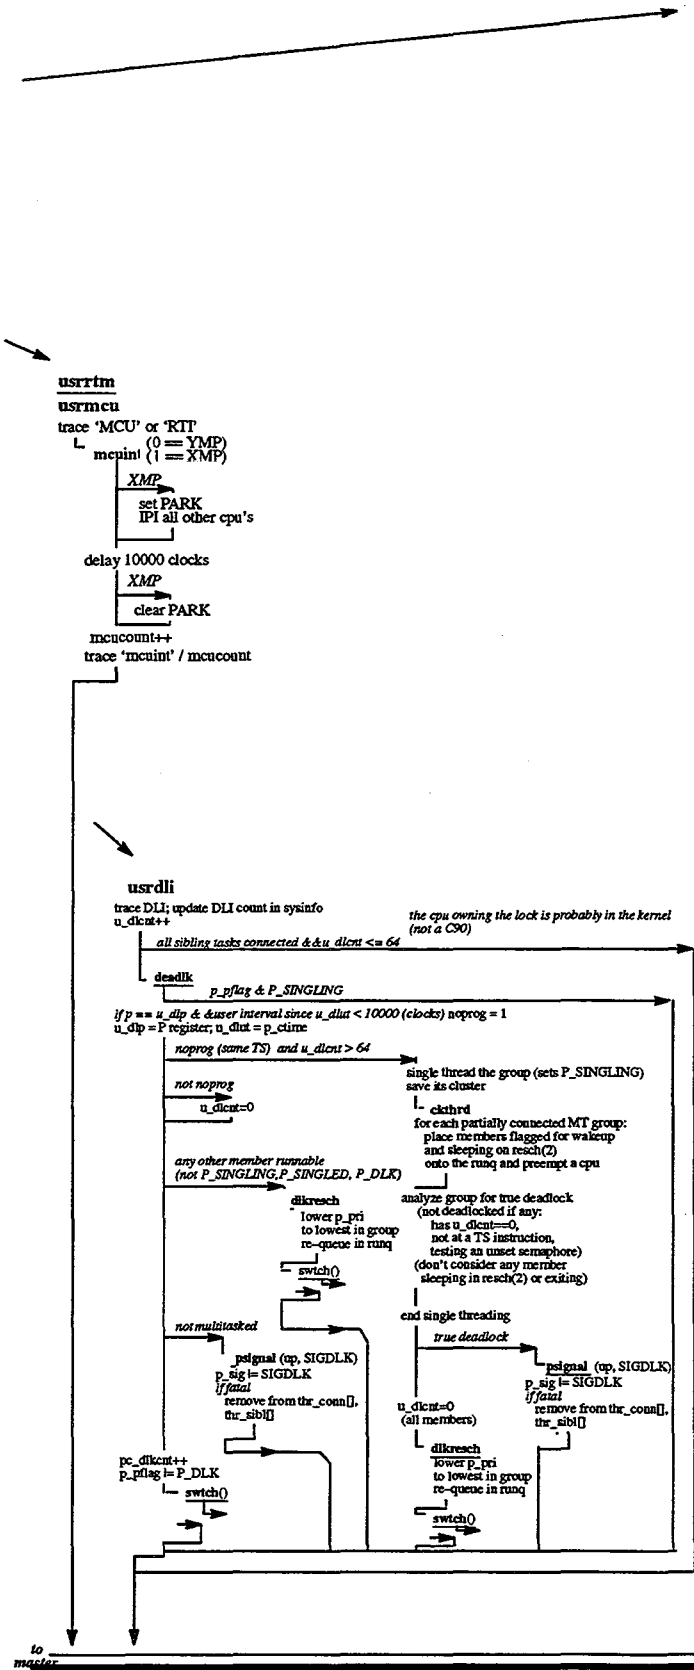 usrrtm
usrmcu
trace 'MCU' or 'RTI'
(0 == YMP)
mcuint (1 == XMP)
XMP
set PARK
IPI all other cpu's
delay 10000 clocks
XMP
clear PARK
mcucount++
trace 'mcuint' / mcucount
usrdli
trace DLI; update DLI count in sysinfo
u_dlcnt++
the cpu owning the lock is probably in the kernel
(not a C90)
all sibling tasks connected && u_dlcnt <= 64
deadlk
p_pflag & P_SINGLING
if p == u_dlp & &user interval since u_dlut < 10000 (clocks) noprog = 1
u_dlp = P register; u_dlut = p_ctime
noprog (same TS) and u_dlcnt > 64
single thread the group (sets P_SINGLING)
save its cluster
not noprog
u_dlcnt=0
ckthrd
for each partially connected MT group:
place members flagged for wakeup
and sleeping on resch(2)
onto the runq and preempt a cpu
any other member runnable
(not P_SINGLING,P_SINGLED, P_DLK)
dlkresch
lower p_pri
to lowest in group
re-queue in runq
swtch()
analyze group for true deadlock
(not deadlocked if any:
has u_dlcnt==0,
not at a TS instruction,
testing an unset semaphore)
(don't consider any member
sleeping in resch(2) or exiting)
end single threading
not multitasked
true deadlock
psignal (up, SIGDLK)
p_sig |= SIGDLK
if fatal
remove from thr_conn[],
thr_sibl[]
psignal (up, SIGDLK)
p_sig |= SIGDLK
if fatal
remove from thr_conn[],
thr_sibl[]
u_dlcnt=0
(all members)
dlkresch
lower p_pri
to lowest in group
re-queue in runq
swtch()
pc_dlkcnt++
p_pflag |= P_DLK
swtch()
to
master